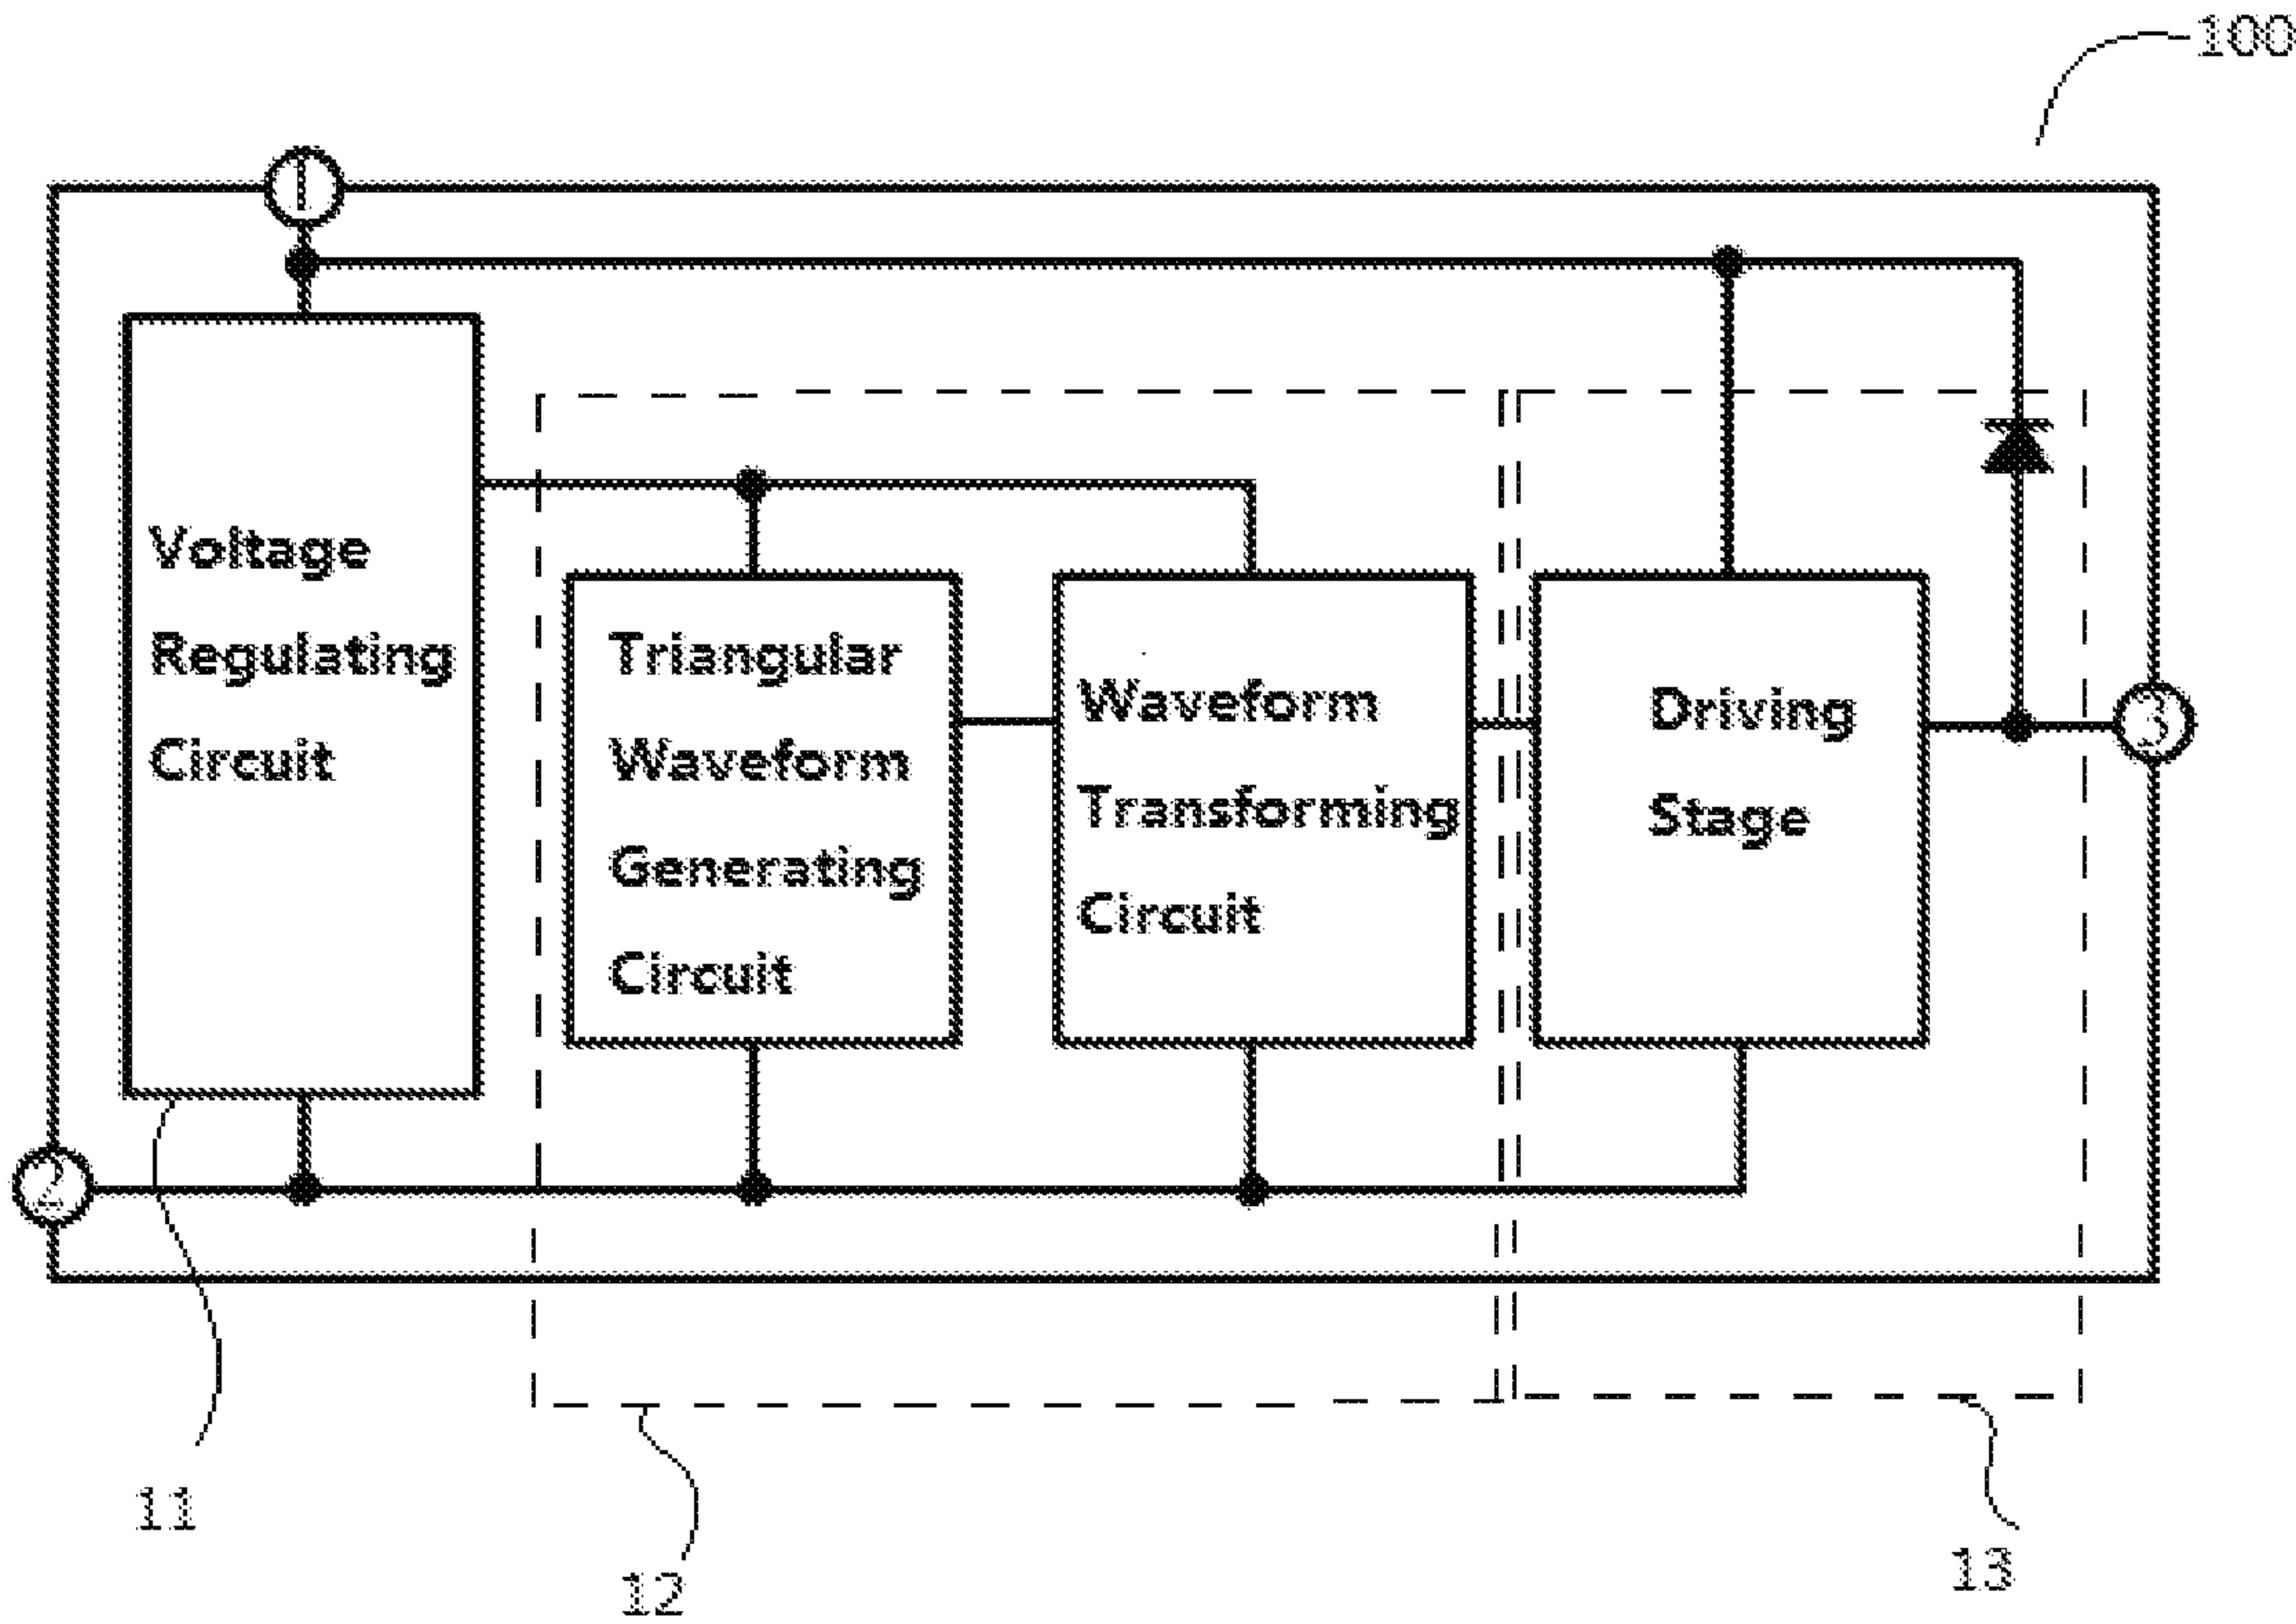 100
1
Voltage
Regulating
Circuit
Triangular
Waveform
Generating
Circuit
Waveform
Transforming
Circuit
Driving
Stage
3
2
11
12
13